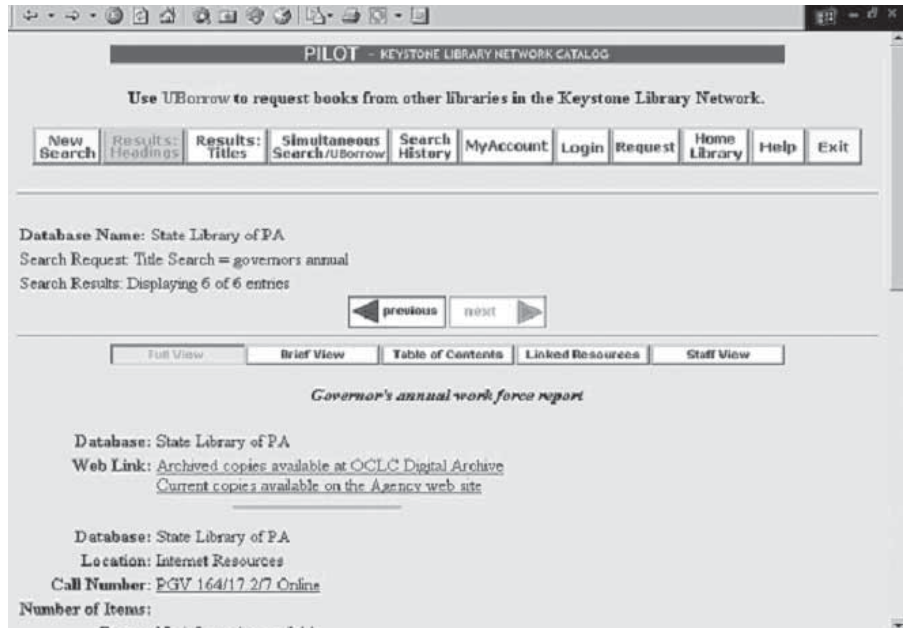 PILOT - KEYSTONE LIBRARY NETWORK CATALOG
Use UBorrow to request books from other libraries in the Keystone Library Network.
New Search Results: Headings Results: Titles Simultaneous Search/UBorrow Search History MyAccount Login Request Home Library Help Exit
Database Name: State Library of PA
Search Request: Title Search = governors annual
Search Results: Displaying 6 of 6 entries
previous next
Full View Brief View Table of Contents Linked Resources Staff View
Governor's annual work force report
Database: State Library of PA
Web Link: Archived copies available at OCLC Digital Archive
Current copies available on the Agency web site
Database: State Library of PA
Location: Internet Resources
Call Number: PGV 164/17.2/7 Online
Number of Items: